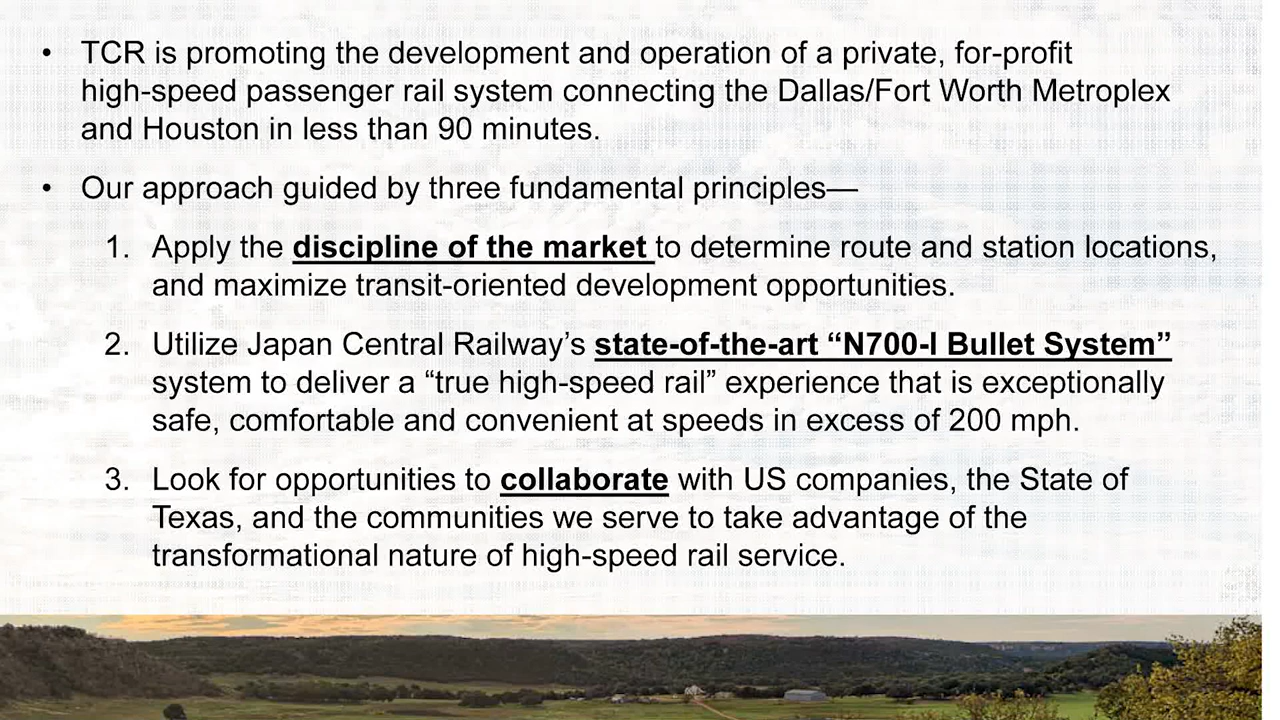 • TCR is promoting the development and operation of a private, for-profit
high-speed passenger rail system connecting the Dallas/Fort Worth Metroplex
and Houston in less than 90 minutes.
• Our approach guided by three fundamental principles—
1. Apply the discipline of the market to determine route and station locations,
and maximize transit-oriented development opportunities.
2. Utilize Japan Central Railway’s state-of-the-art “N700-I Bullet System”
system to deliver a “true high-speed rail” experience that is exceptionally
safe, comfortable and convenient at speeds in excess of 200 mph.
3. Look for opportunities to collaborate with US companies, the State of
Texas, and the communities we serve to take advantage of the
transformational nature of high-speed rail service.